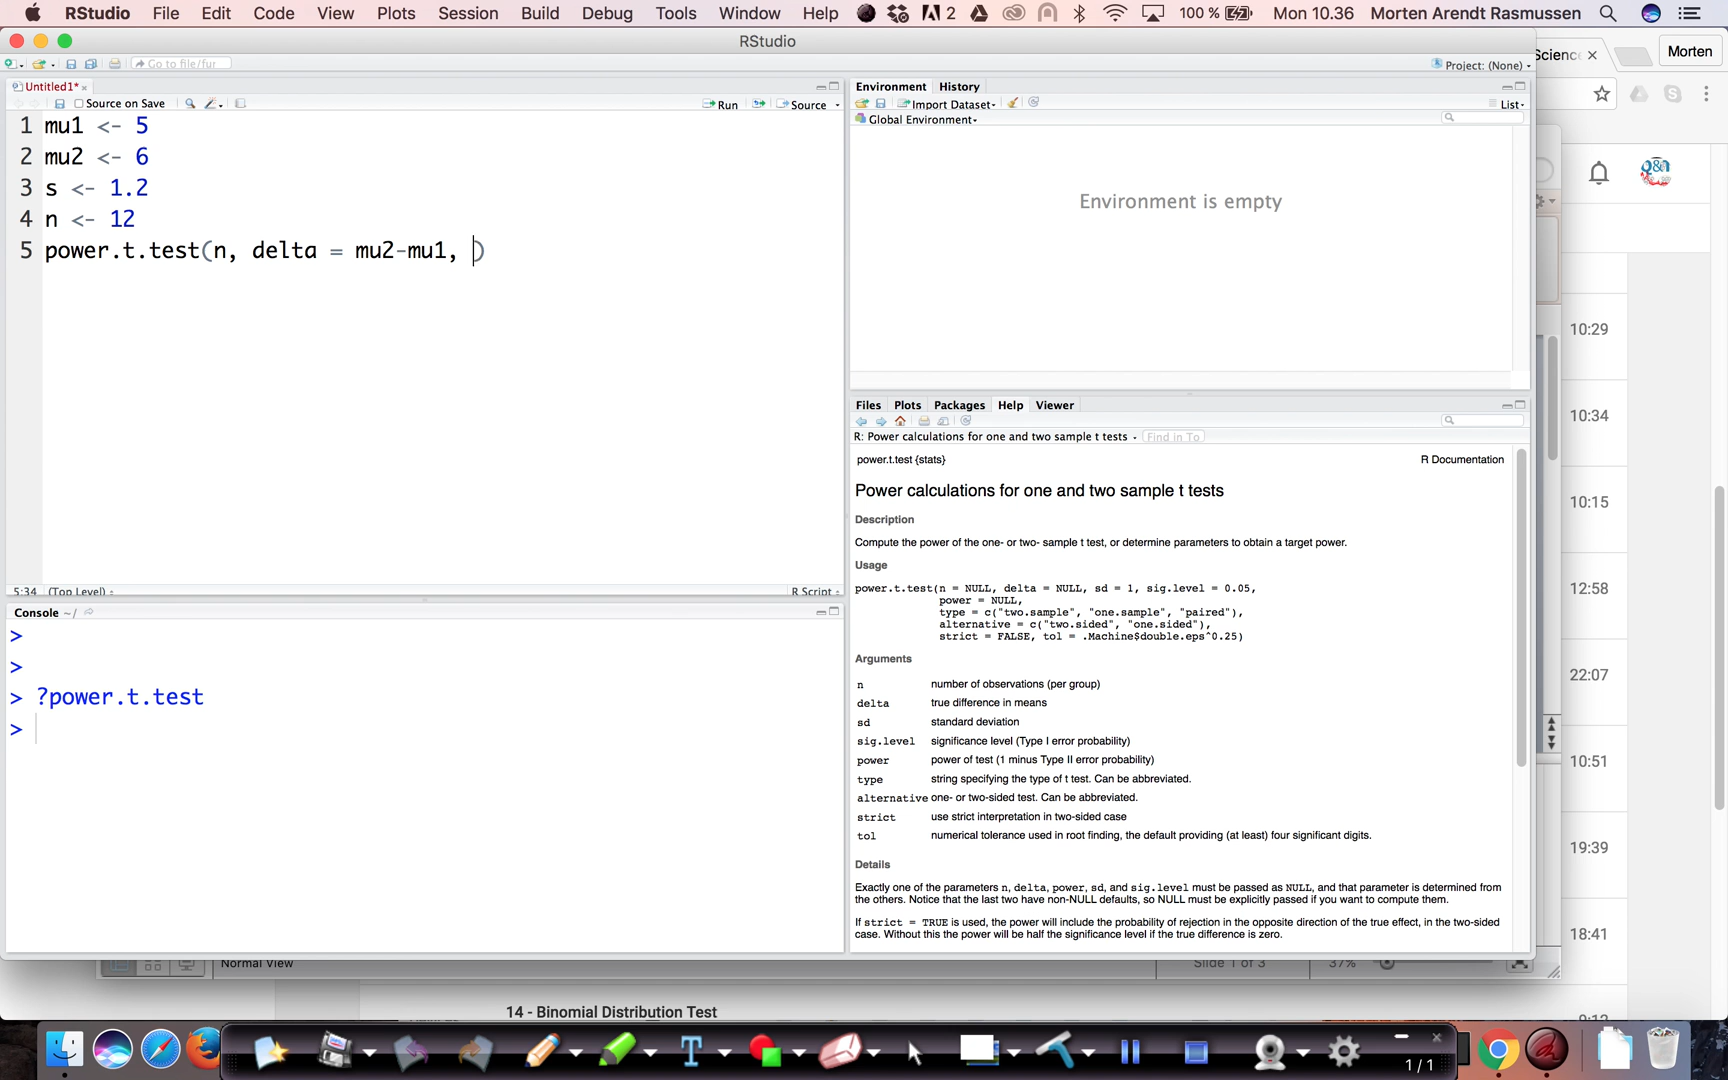 RStudio File Edit Code View Plots Session Build Debug Tools Window Help 2 100 % Mon 10.36 Morten Arendt Rasmussen
RStudio
Go to file/fur
Project: (None)
Science
Morten
Untitled1*
Source on Save
Run
Source
1 mu1 <- 5
2 mu2 <- 6
3 s <- 1.2
4 n <- 12
5 power.t.test(n, delta = mu2-mu1, )
5:34 (Top Level)
R Script
Console ~/
>
>
> ?power.t.test
>
Environment History
Import Dataset
List
Global Environment
Environment is empty
Files Plots Packages Help Viewer
R: Power calculations for one and two sample t tests
Find in To
power.t.test {stats}
R Documentation
Power calculations for one and two sample t tests
Description
Compute the power of the one- or two- sample t test, or determine parameters to obtain a target power.
Usage
power.t.test(n = NULL, delta = NULL, sd = 1, sig.level = 0.05,
power = NULL,
type = c("two.sample", "one.sample", "paired"),
alternative = c("two.sided", "one.sided"),
strict = FALSE, tol = .Machine$double.eps^0.25)
Arguments
n number of observations (per group)
delta true difference in means
sd standard deviation
sig.level significance level (Type I error probability)
power power of test (1 minus Type II error probability)
type string specifying the type of t test. Can be abbreviated.
alternative one- or two-sided test. Can be abbreviated.
strict use strict interpretation in two-sided case
tol numerical tolerance used in root finding, the default providing (at least) four significant digits.
Details
Exactly one of the parameters n, delta, power, sd, and sig.level must be passed as NULL, and that parameter is determined from
the others. Notice that the last two have non-NULL defaults, so NULL must be explicitly passed if you want to compute them.
If strict = TRUE is used, the power will include the probability of rejection in the opposite direction of the true effect, in the two-sided
case. Without this the power will be half the significance level if the true difference is zero.
Q&n
10:29
10:34
10:15
12:58
22:07
10:51
19:39
18:41
Normal View
Slide 1 of 3
37%
14 - Binomial Distribution Test
1 / 1